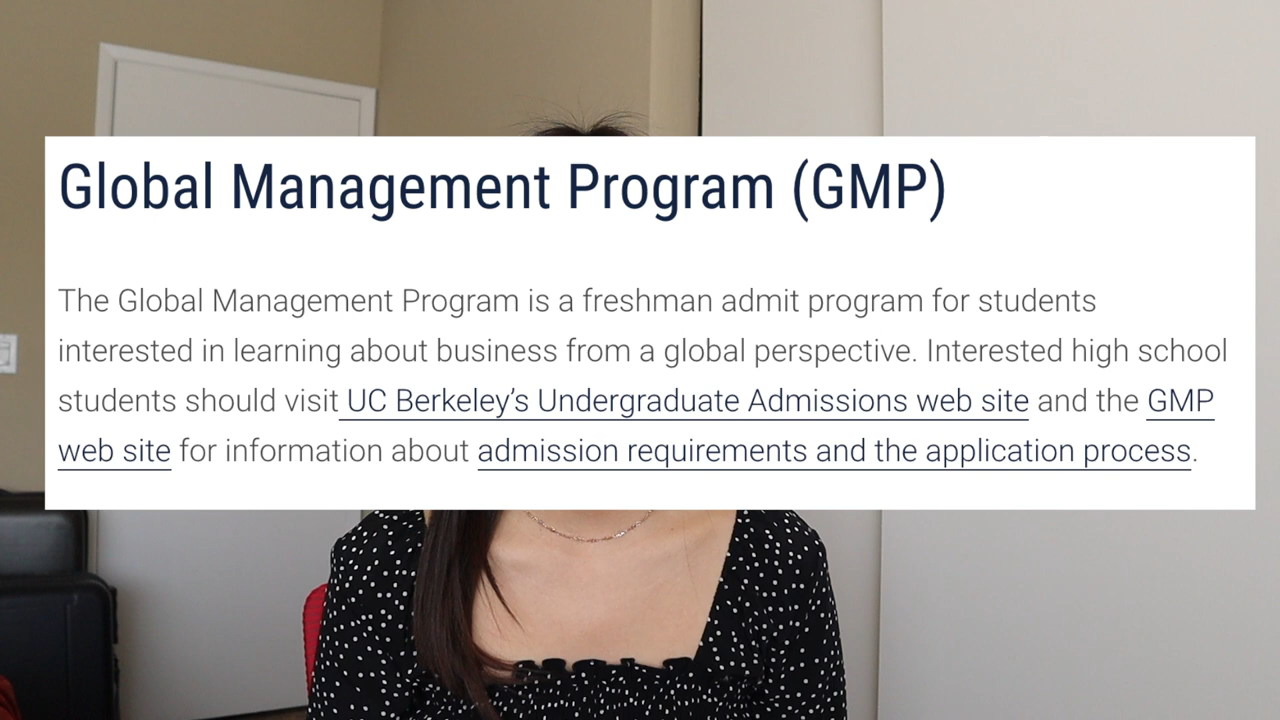 Global Management Program (GMP)
The Global Management Program is a freshman admit program for students
interested in learning about business from a global perspective. Interested high school
students should visit UC Berkeley’s Undergraduate Admissions web site and the GMP
web site for information about admission requirements and the application process.